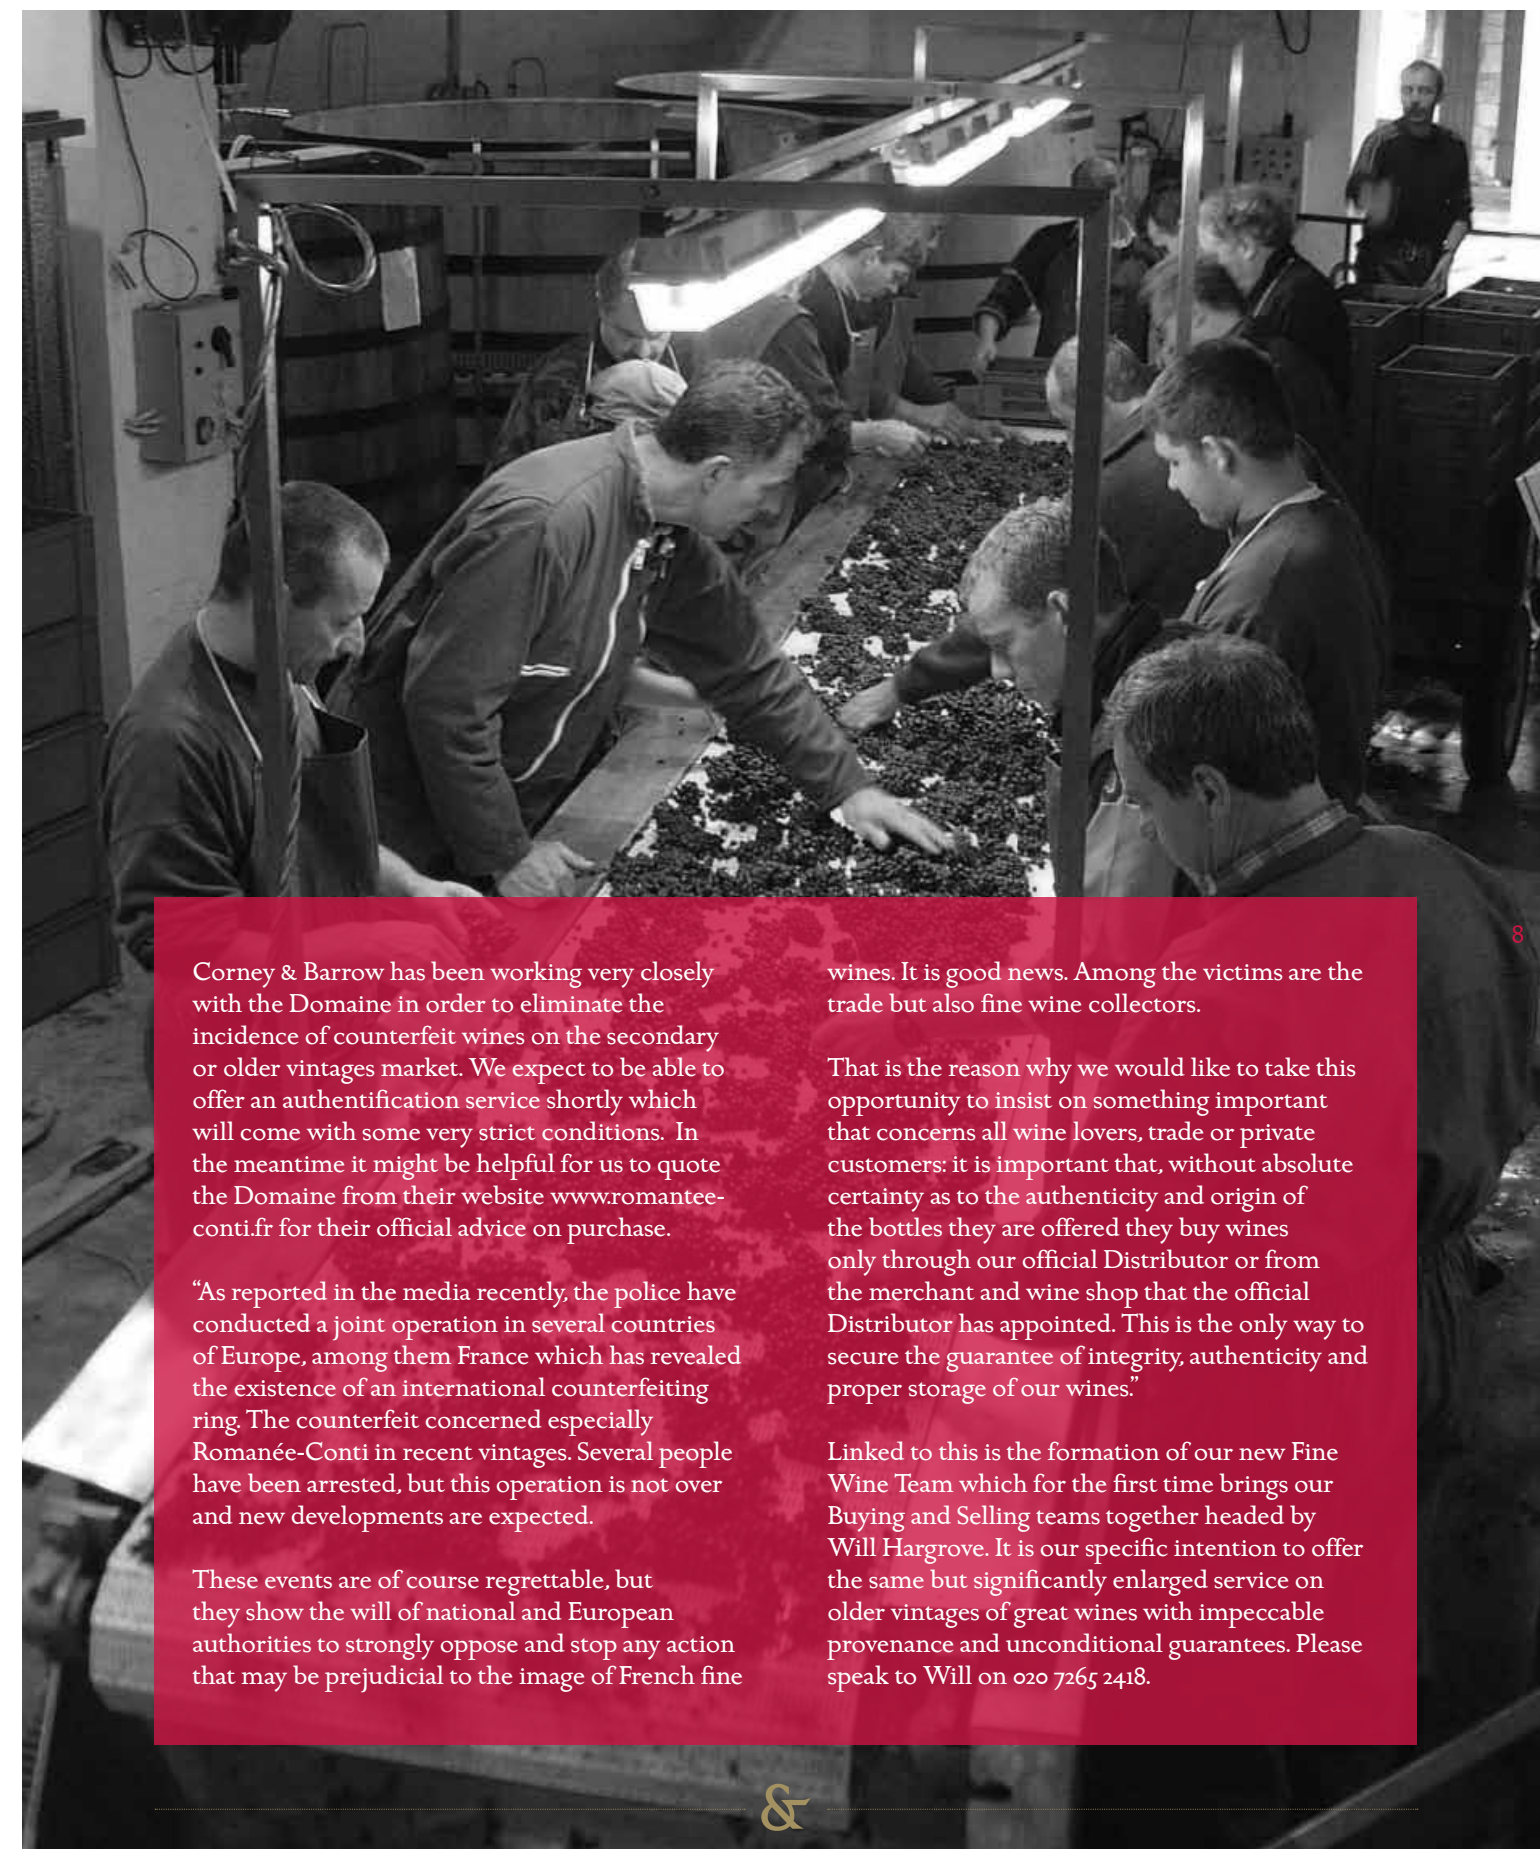 Corney & Barrow has been working very closely
with the Domaine in order to eliminate the
incidence of counterfeit wines on the secondary
or older vintages market. We expect to be able to
offer an authentification service shortly which
will come with some very strict conditions.  In
the meantime it might be helpful for us to quote
the Domaine from their website www.romantee-
conti.fr for their official advice on purchase.

“As reported in the media recently, the police have
conducted a joint operation in several countries
of Europe, among them France which has revealed
the existence of an international counterfeiting
ring. The counterfeit concerned especially
Romanée-Conti in recent vintages. Several people
have been arrested, but this operation is not over
and new developments are expected.

These events are of course regrettable, but
they show the will of national and European
authorities to strongly oppose and stop any action
that may be prejudicial to the image of French fine
wines. It is good news. Among the victims are the
trade but also fine wine collectors.

That is the reason why we would like to take this
opportunity to insist on something important
that concerns all wine lovers, trade or private
customers: it is important that, without absolute
certainty as to the authenticity and origin of
the bottles they are offered they buy wines
only through our official Distributor or from
the merchant and wine shop that the official
Distributor has appointed. This is the only way to
secure the guarantee of integrity, authenticity and
proper storage of our wines.”

Linked to this is the formation of our new Fine
Wine Team which for the first time brings our
Buying and Selling teams together headed by
Will Hargrove. It is our specific intention to offer
the same but significantly enlarged service on
older vintages of great wines with impeccable
provenance and unconditional guarantees. Please
speak to Will on 020 7265 2418.
8
&